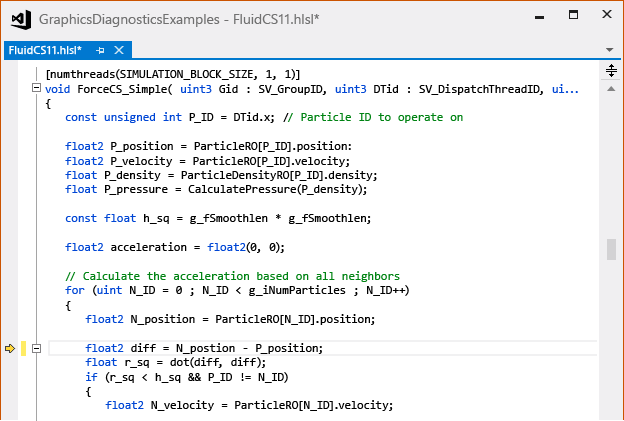 GraphicsDiagnosticsExamples - FluidCS11.hlsl*
FluidCS11.hlsl*
[numthreads(SIMULATION_BLOCK_SIZE, 1, 1)]
void ForceCS_Simple( uint3 Gid : SV_GroupID, uint3 DTid : SV_DispatchThreadID, ui...
{
const unsigned int P_ID = DTid.x; // Particle ID to operate on
float2 P_position = ParticleRO[P_ID].position:
float2 P_velocity = ParticleRO[P_ID].velocity;
float P_density = ParticleDensityRO[P_ID].density;
float P_pressure = CalculatePressure(P_density);
const float h_sq = g_fSmoothlen * g_fSmoothlen;
float2 acceleration = float2(0, 0);
// Calculate the acceleration based on all neighbors
for (uint N_ID = 0 ; N_ID < g_iNumParticles ; N_ID++)
{
float2 N_position = ParticleRO[N_ID].position;
float2 diff = N_postion - P_position;
float r_sq = dot(diff, diff);
if (r_sq < h_sq && P_ID != N_ID)
{
float2 N_velocity = ParticleRO[N_ID].velocity;